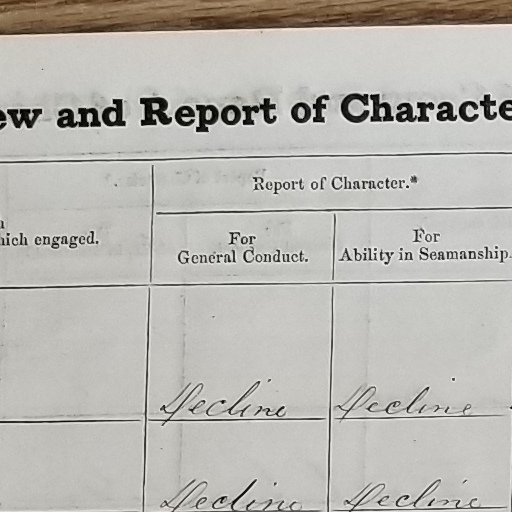 ew and Report of Characte
Report of Character.*
hich engaged.
For
General Conduct.
For
Ability in Seamanship.
Decline Decline
Decline Decline